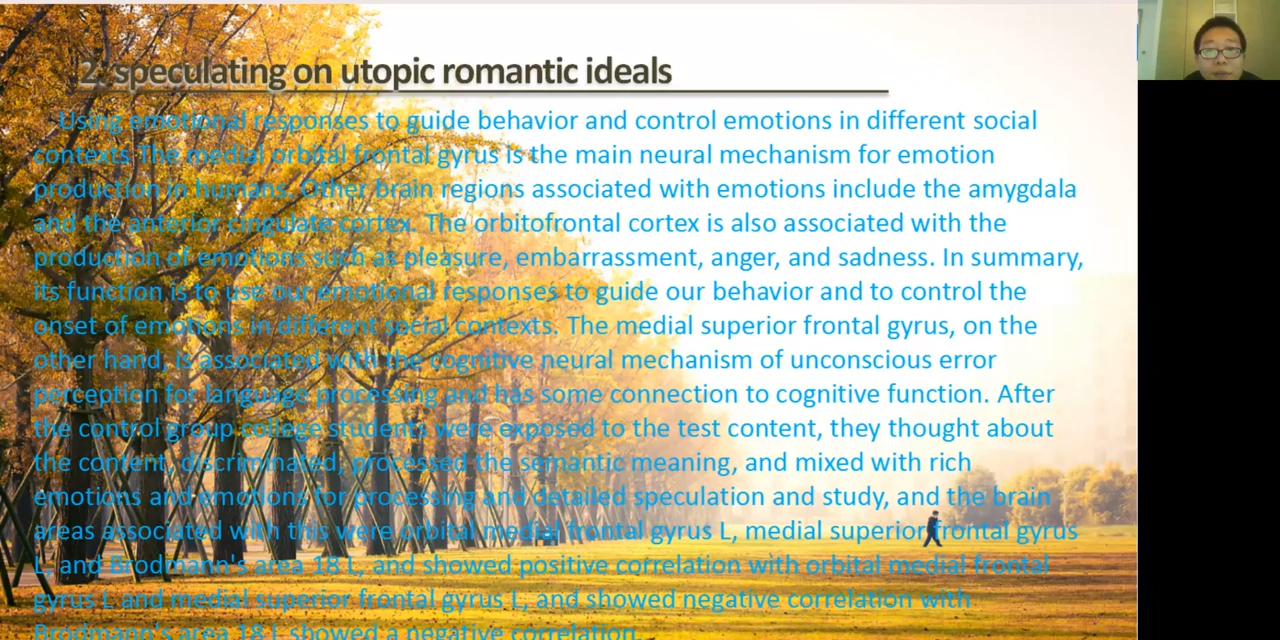 2. speculating on utopic romantic ideals
Using emotional responses to guide behavior and control emotions in different social
contexts The medial orbital frontal gyrus is the main neural mechanism for emotion
production in humans. Other brain regions associated with emotions include the amygdala
and the anterior cingulate cortex. The orbitofrontal cortex is also associated with the
production of emotions such as pleasure, embarrassment, anger, and sadness. In summary,
its function is to use our emotional responses to guide our behavior and to control the
onset of emotions in different social contexts. The medial superior frontal gyrus, on the
other hand, is associated with the cognitive neural mechanism of unconscious error
perception for language processing and has some connection to cognitive function. After
the control group college students were exposed to the test content, they thought about
the content, discriminated, processed the semantic meaning, and mixed with rich
emotions and emotions for processing and detailed speculation and study, and the brain
areas associated with this were orbital medial frontal gyrus L, medial superior frontal gyrus
L, and Brodmann's area 18 L, and showed positive correlation with orbital medial frontal
gyrus L and medial superior frontal gyrus L, and showed negative correlation with
Brodmann's area 18 L showed a negative correlation.